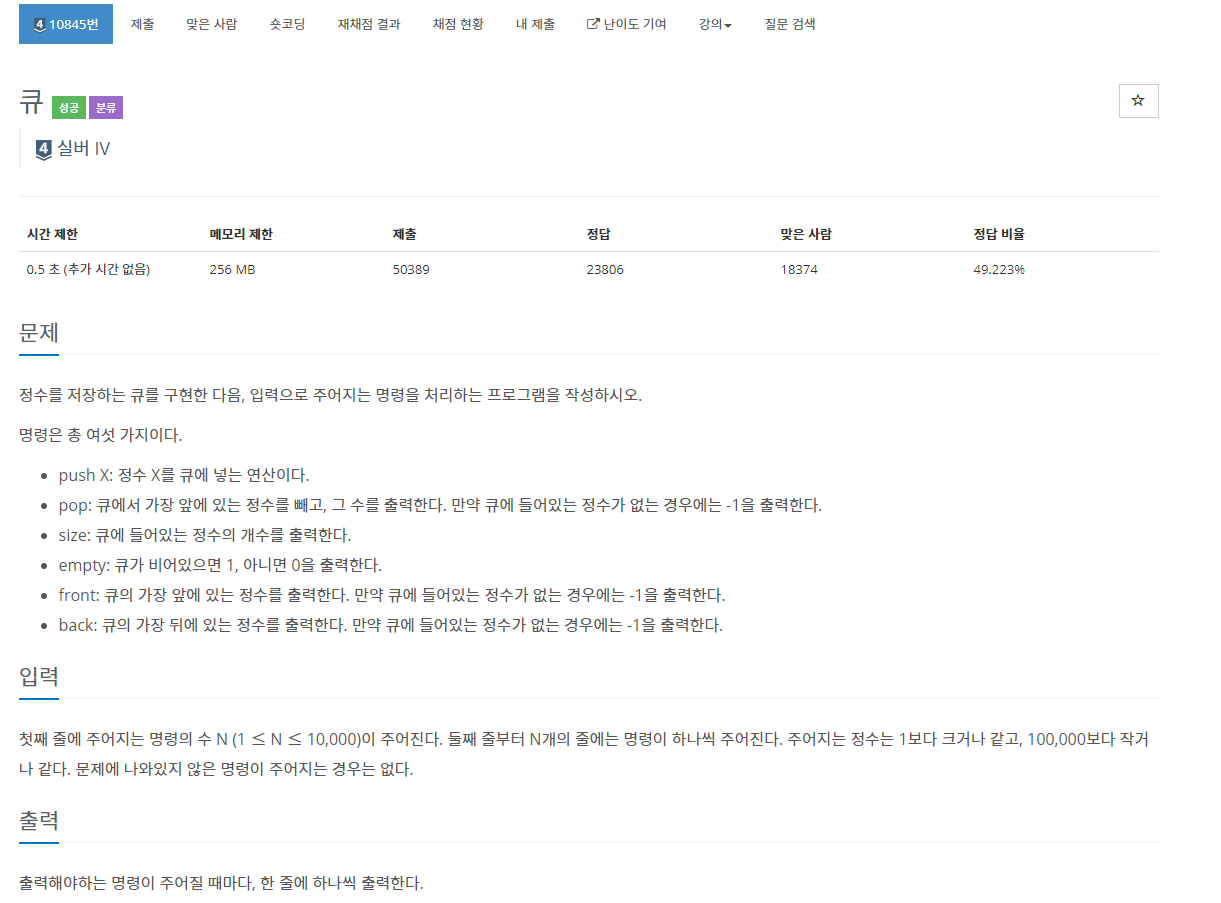 4 10845번 제출 맞은 사람 숏코딩 재채점 결과 채점 현황 내 제출 난이도 기여 강의 질문 검색
큐 성공 분류
4 실버 IV
시간 제한 메모리 제한 제출 정답 맞은 사람 정답 비율
0.5 초 (추가 시간 없음) 256 MB 50389 23806 18374 49.223%
문제
정수를 저장하는 큐를 구현한 다음, 입력으로 주어지는 명령을 처리하는 프로그램을 작성하시오.
명령은 총 여섯 가지이다.
• push X: 정수 X를 큐에 넣는 연산이다.
• pop: 큐에서 가장 앞에 있는 정수를 빼고, 그 수를 출력한다. 만약 큐에 들어있는 정수가 없는 경우에는 -1을 출력한다.
• size: 큐에 들어있는 정수의 개수를 출력한다.
• empty: 큐가 비어있으면 1, 아니면 0을 출력한다.
• front: 큐의 가장 앞에 있는 정수를 출력한다. 만약 큐에 들어있는 정수가 없는 경우에는 -1을 출력한다.
• back: 큐의 가장 뒤에 있는 정수를 출력한다. 만약 큐에 들어있는 정수가 없는 경우에는 -1을 출력한다.
입력
첫째 줄에 주어지는 명령의 수 N (1 ≤ N ≤ 10,000)이 주어진다. 둘째 줄부터 N개의 줄에는 명령이 하나씩 주어진다. 주어지는 정수는 1보다 크거나 같고, 100,000보다 작거
나 같다. 문제에 나와있지 않은 명령이 주어지는 경우는 없다.
출력
출력해야하는 명령이 주어질 때마다, 한 줄에 하나씩 출력한다.